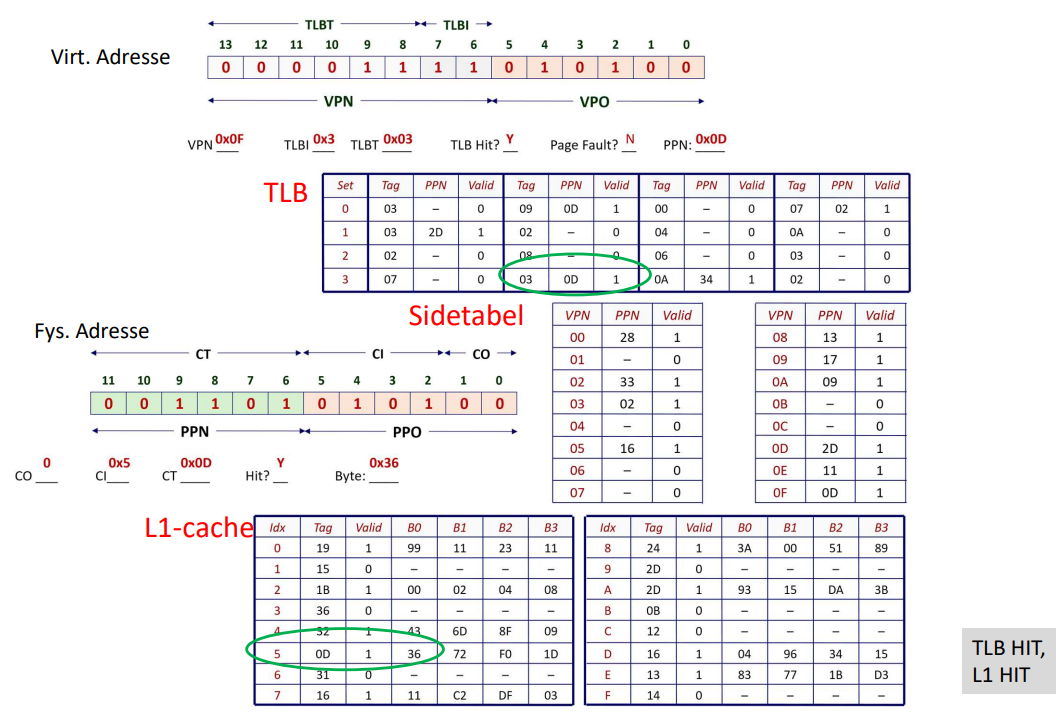 TLBT TLBI
13 12 11 10 9 8 7 6 5 4 3 2 1 0
Virt. Adresse
0 0 0 0 1 1 1 1 0 1 0 1 0 0
VPN VPO
VPN 0x0F TLBI 0x3 TLBT 0x03 TLB Hit? Y Page Fault? N PPN: 0x0D
TLB
Set Tag PPN Valid Tag PPN Valid Tag PPN Valid Tag PPN Valid
0 03 – 0 09 0D 1 00 – 0 07 02 1
1 03 2D 1 02 – 0 04 – 0 0A – 0
2 02 – 0 08 – 0 06 – 0 03 – 0
3 07 – 0 03 0D 1 0A 34 1 02 – 0
Sidetabel
VPN PPN Valid VPN PPN Valid
00 28 1 08 13 1
01 – 0 09 17 1
02 33 1 0A 09 1
03 02 1 0B – 0
04 – 0 0C – 0
05 16 1 0D 2D 1
06 – 0 0E 11 1
07 – 0 0F 0D 1
Fys. Adresse
CT CI CO
11 10 9 8 7 6 5 4 3 2 1 0
0 0 1 1 0 1 0 1 0 1 0 0
PPN PPO
CO 0 CI 0x5 CT 0x0D Hit? Y Byte: 0x36
L1-cache
Idx Tag Valid B0 B1 B2 B3 Idx Tag Valid B0 B1 B2 B3
0 19 1 99 11 23 11 8 24 1 3A 00 51 89
1 15 0 – – – – 9 2D 0 – – – –
2 1B 1 00 02 04 08 A 2D 1 93 15 DA 3B
3 36 0 – – – – B 0B 0 – – – –
4 32 1 43 6D 8F 09 C 12 0 – – – –
5 0D 1 36 72 F0 1D D 16 1 04 96 34 15
6 31 0 – – – – E 13 1 83 77 1B D3
7 16 1 11 C2 DF 03 F 14 0 – – – –
TLB HIT,
L1 HIT